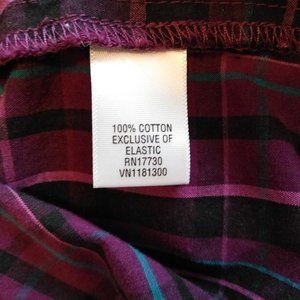 100% COTTON
EXCLUSIVE OF
ELASTIC
RN17730
VN1181300